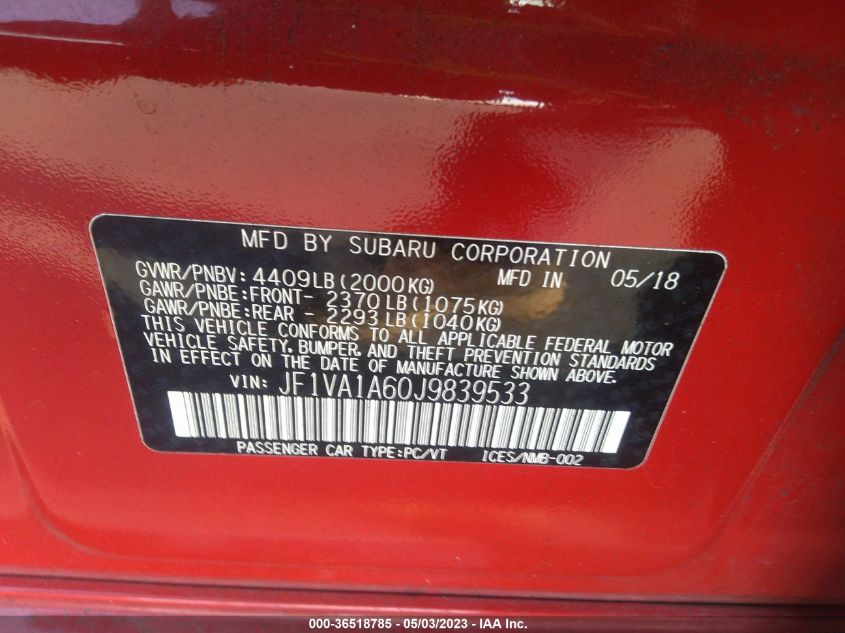 MFD BY SUBARU CORPORATION
GVWR/PNBV: 4409LB(2000KG) MFD IN 05/18
GAWR/PNBE:FRONT- 2370LB(1075KG)
GAWR/PNBE:REAR 2293LB(1040KG)
THIS VEHICLE CONFORMS TO ALL APPLICABLE FEDERAL MOTOR
VEHICLE SAFETY, BUMPER, AND THEFT PREVENTION STANDARDS
IN EFFECT ON THE DATE OF MANUFACTURE SHOWN ABOVE.
VIN: JF1VA1A60J9839533
PASSENGER CAR TYPE:PC/VT ICES/NMB-002
000-36518785 - 05/03/2023 - IAA Inc.